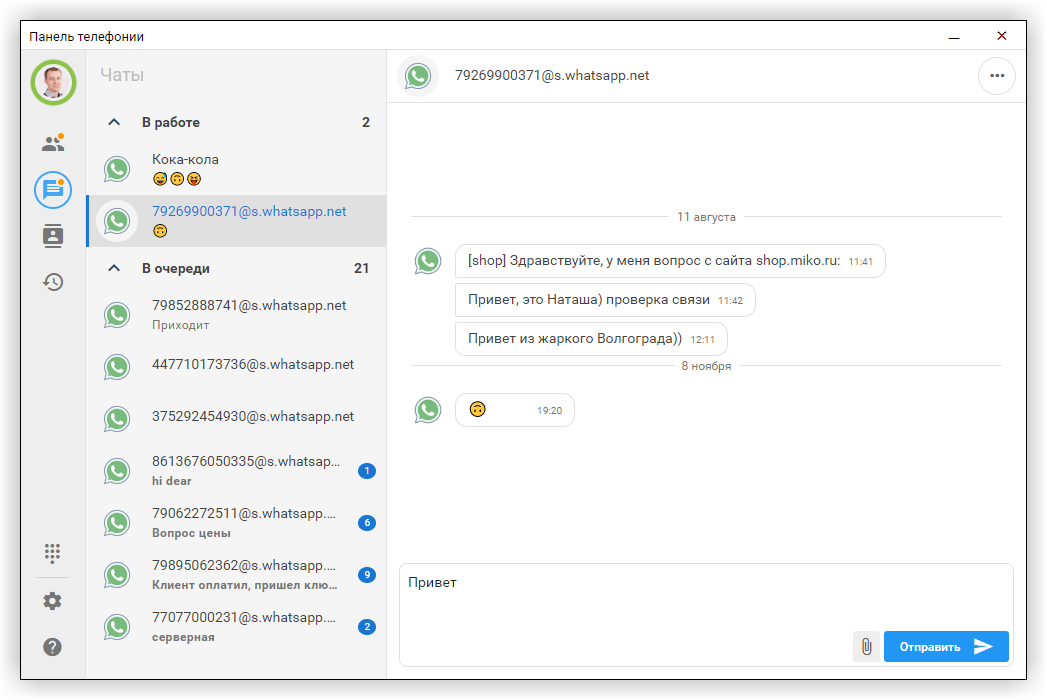 Панель телефонии
Чаты
В работе 2
Кока-кола
😅🙃😝
79269900371@s.whatsapp.net
🙃
В очереди 21
79852888741@s.whatsapp.net
Приходит
447710173736@s.whatsapp.net
375292454930@s.whatsapp.net
8613676050335@s.whatsap...
hi dear
1
79062272511@s.whatsapp....
Вопрос цены
6
79895062362@s.whatsapp....
Клиент оплатил, пришел клю...
9
77077000231@s.whatsapp....
серверная
2
79269900371@s.whatsapp.net
11 августа
[shop] Здравствуйте, у меня вопрос с сайта shop.miko.ru: 11:41
Привет, это Наташа) проверка связи 11:42
Привет из жаркого Волгограда)) 12:11
8 ноября
🙃 19:20
Привет
Отправить